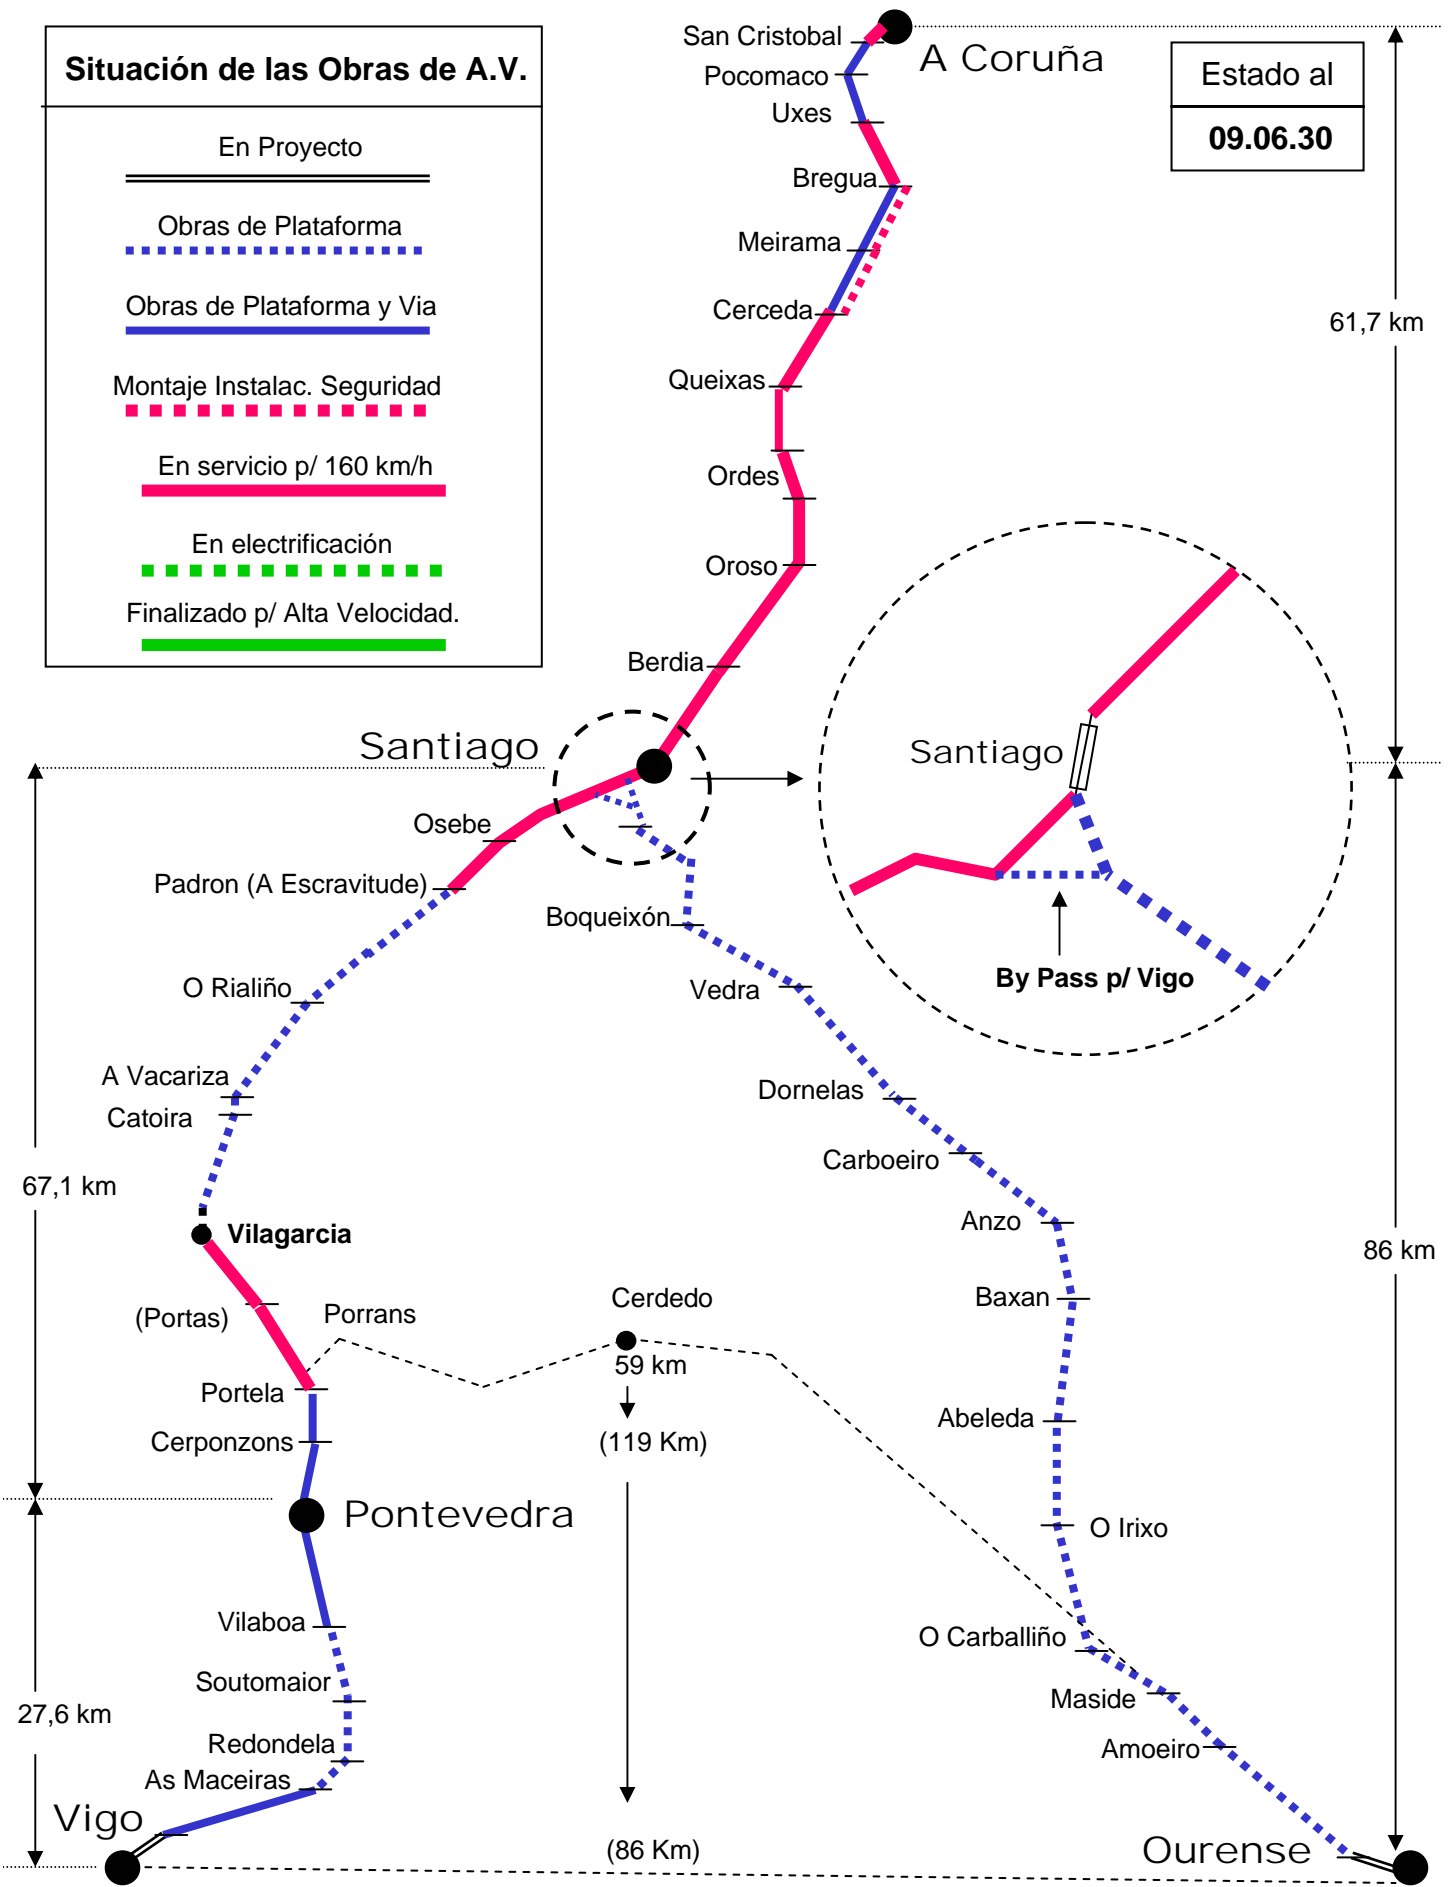 Situación de las Obras de A.V.
En Proyecto
Obras de Plataforma
Obras de Plataforma y Via
Montaje Instalac. Seguridad
En servicio p/ 160 km/h
En electrificación
Finalizado p/ Alta Velocidad.
San Cristobal
A Coruña
Pocomaco
Uxes
Estado al
09.06.30
Bregua
Meirama
Cerceda
61,7 km
Queixas
Ordes
Oroso
Berdia
Santiago
Santiago
By Pass p/ Vigo
Osebe
Padron (A Escravitude)
Boqueixón
O Rialiño
Vedra
A Vacariza
Catoira
Dornelas
Carboeiro
67,1 km
Vilagarcia
Anzo
86 km
(Portas)
Porrans
Cerdedo
59 km
Baxan
Portela
Abeleda
Cerponzons
(119 Km)
Pontevedra
O Irixo
Vilaboa
O Carballiño
Soutomaior
Maside
27,6 km
Redondela
Amoeiro
As Maceiras
Vigo
(86 Km)
Ourense